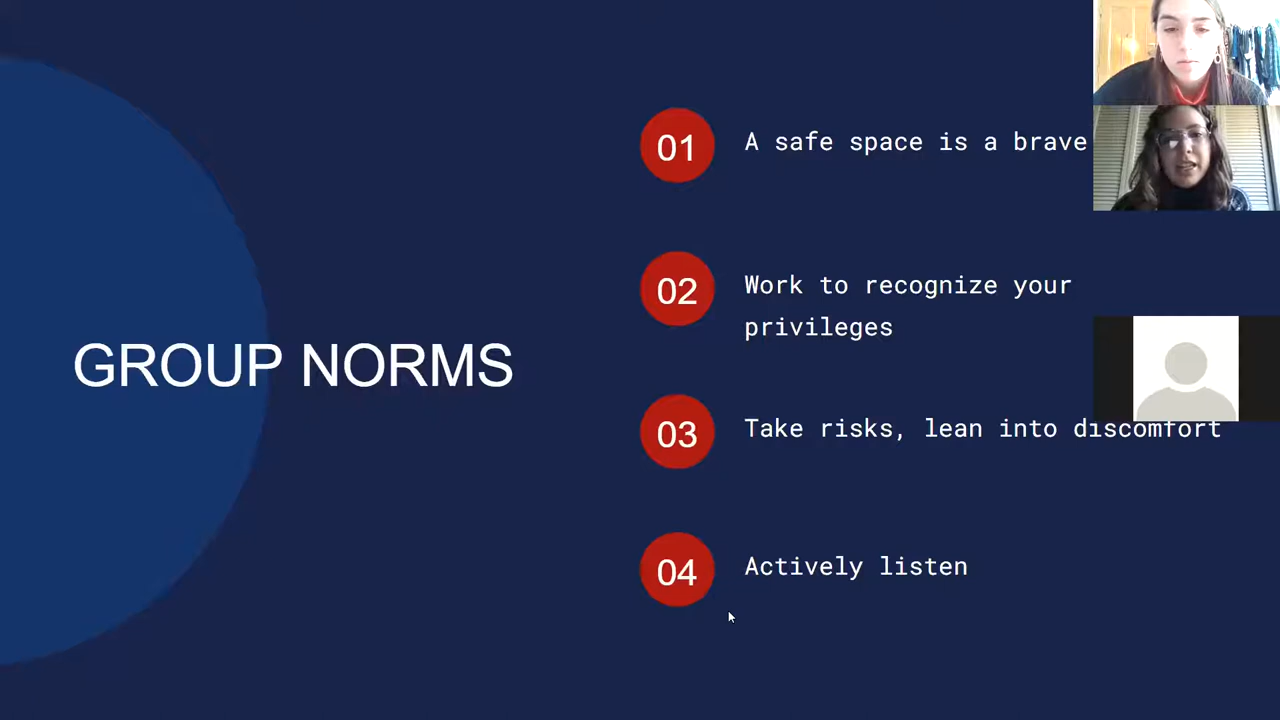 GROUP NORMS
01
A safe space is a brave
02
Work to recognize your
privileges
03
Take risks, lean into discomfort
04
Actively listen